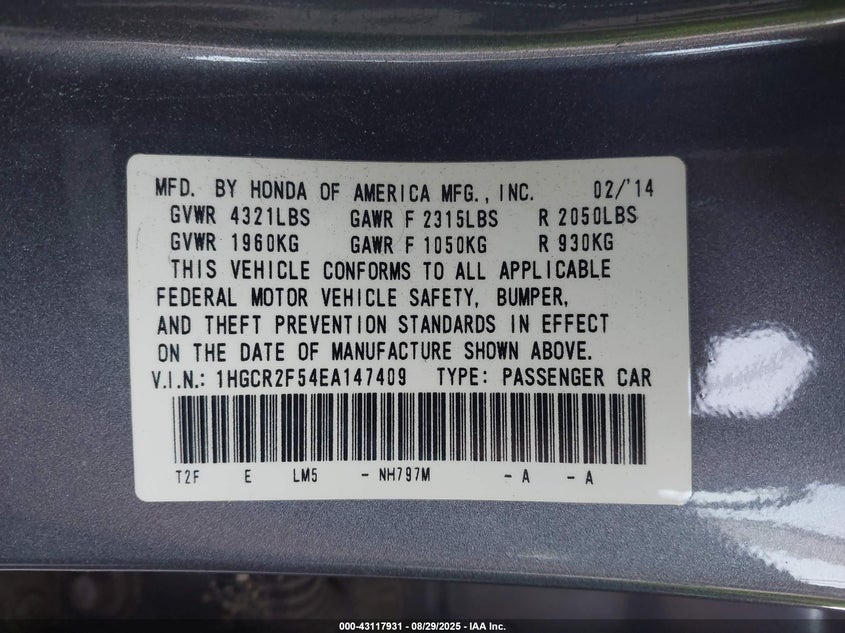 MFD. BY HONDA OF AMERICA MFG., INC. 02/'14
GVWR 4321LBS GAWR F 2315LBS R 2050LBS
GVWR 1960KG GAWR F 1050KG R 930KG
THIS VEHICLE CONFORMS TO ALL APPLICABLE
FEDERAL MOTOR VEHICLE SAFETY, BUMPER,
AND THEFT PREVENTION STANDARDS IN EFFECT
ON THE DATE OF MANUFACTURE SHOWN ABOVE.
V.I.N.: 1HGCR2F54EA147409 TYPE: PASSENGER CAR
T2F E LM5 - NH797M - A - A
000-43117931 - 08/29/2025 - IAA Inc.